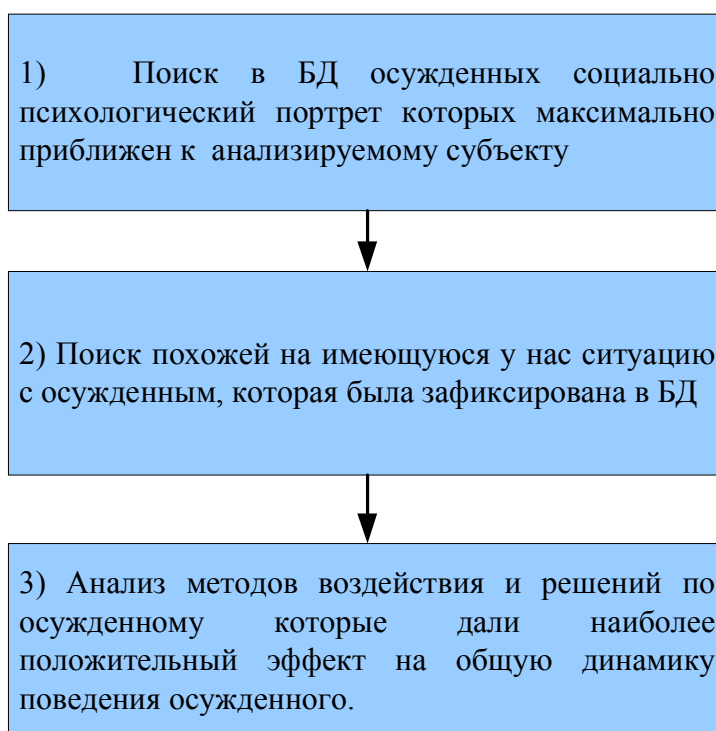 1) Поиск в БД осужденных социально
психологический портрет которых максимально
приближен к анализируемому субъекту
2) Поиск похожей на имеющуюся у нас ситуацию
с осужденным, которая была зафиксирована в БД
3) Анализ методов воздействия и решений по
осужденному которые дали наиболее
положительный эффект на общую динамику
поведения осужденного.